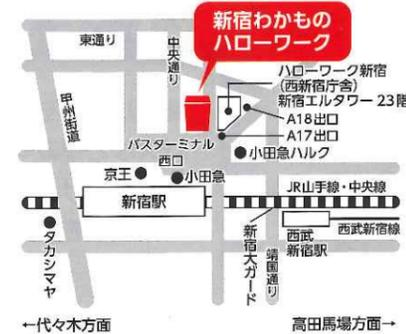 新宿わかもの
ハローワーク
東通り
中央通り
甲州街道
ハローワーク新宿
(西新宿庁舎)
新宿エルタワー23階
A18出口
A17出口
バスターミナル
西口
小田急ハルク
京王
小田急
JR山手線・中央線
新宿駅
西武新宿線
西武
新宿駅
タカシマヤ
新宿大ガード
靖国通り
←代々木方面
高田馬場方面→